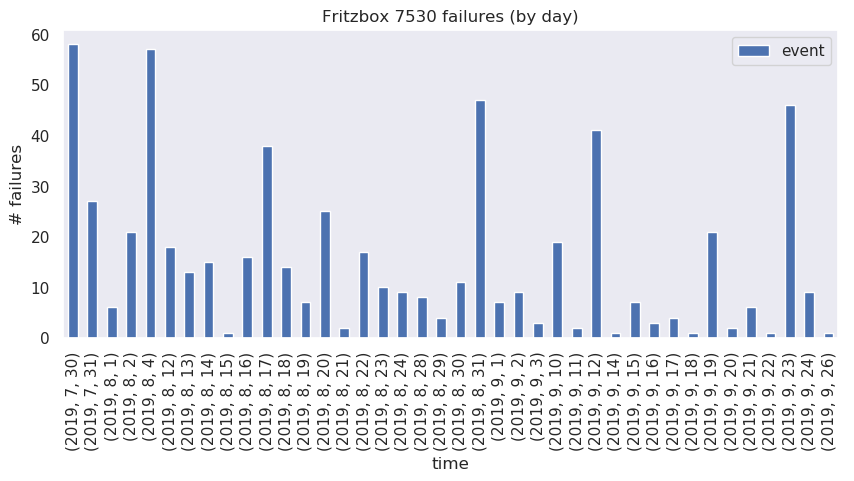 Fritzbox 7530 failures (by day)
event
# failures
60
50
40
30
20
10
0
(2019, 7, 30)
(2019, 7, 31)
(2019, 8, 1)
(2019, 8, 2)
(2019, 8, 4)
(2019, 8, 12)
(2019, 8, 13)
(2019, 8, 14)
(2019, 8, 15)
(2019, 8, 16)
(2019, 8, 17)
(2019, 8, 18)
(2019, 8, 19)
(2019, 8, 20)
(2019, 8, 21)
(2019, 8, 22)
(2019, 8, 23)
(2019, 8, 24)
(2019, 8, 28)
(2019, 8, 29)
(2019, 8, 30)
(2019, 8, 31)
(2019, 9, 1)
(2019, 9, 2)
(2019, 9, 3)
(2019, 9, 10)
(2019, 9, 11)
(2019, 9, 12)
(2019, 9, 14)
(2019, 9, 15)
(2019, 9, 16)
(2019, 9, 17)
(2019, 9, 18)
(2019, 9, 19)
(2019, 9, 20)
(2019, 9, 21)
(2019, 9, 22)
(2019, 9, 23)
(2019, 9, 24)
(2019, 9, 26)
time